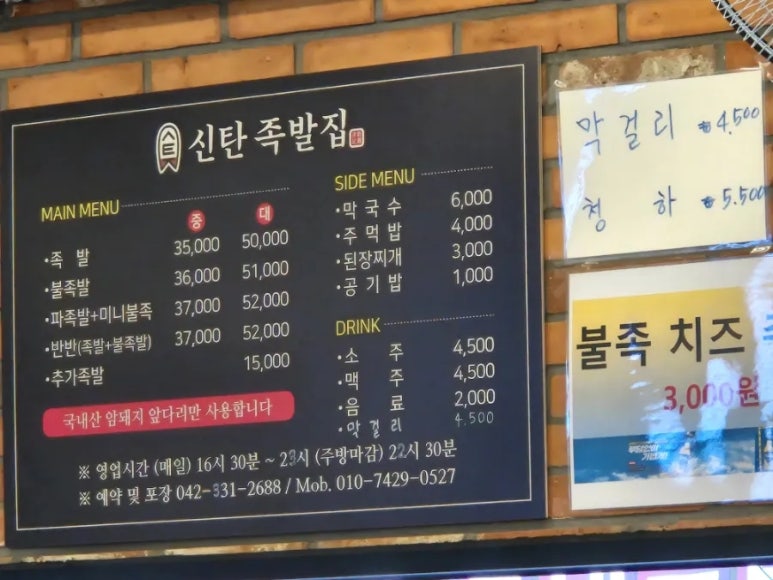 신탄 족발집
MAIN MENU
중 대
·족 발 35,000 50,000
·불족발 36,000 51,000
·파족발+미니불족 37,000 52,000
·반반(족발+불족발) 37,000 52,000
·추가족발 15,000
국내산 암돼지 앞다리만 사용합니다
SIDE MENU
·막국수 6,000
·주먹밥 4,000
·된장찌개 3,000
·공기밥 1,000
DRINK
·소 주 4,500
·맥 주 4,500
·음 료 2,000
·막걸리 4,500
※ 영업시간 (매일) 16시 30분 ~ 23시 (주방마감) 22시 30분
※ 예약 및 포장 042-931-2688 / Mob. 010-7429-0527
막걸리 ₩4,500
청 하 ₩5.500
불족 치즈
3,000원